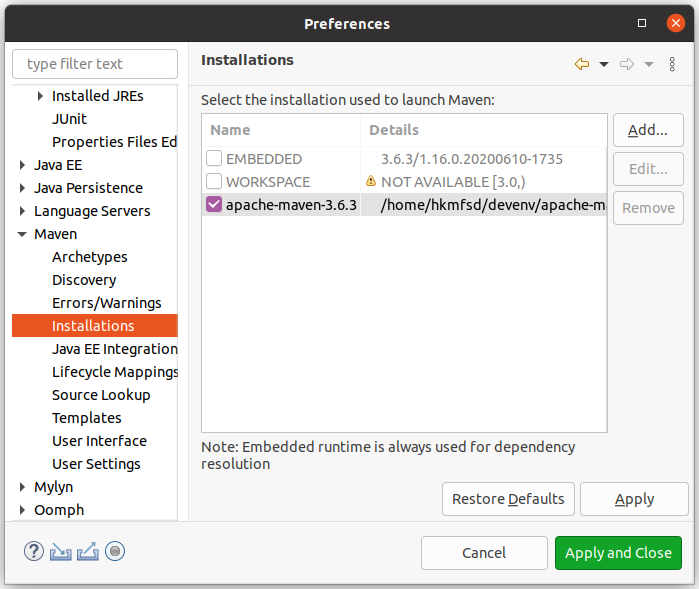 Preferences
type filter text
Installed JREs
JUnit
Properties Files Ed
Java EE
Java Persistence
Language Servers
Maven
Archetypes
Discovery
Errors/Warnings
Installations
Java EE Integration
Lifecycle Mappings
Source Lookup
Templates
User Interface
User Settings
Mylyn
Oomph
Installations
Select the installation used to launch Maven:
Name Details
EMBEDDED 3.6.3/1.16.0.20200610-1735
WORKSPACE NOT AVAILABLE [3.0,)
apache-maven-3.6.3 /home/hkmfsd/devenv/apache-m
Add...
Edit...
Remove
Note: Embedded runtime is always used for dependency
resolution
Restore Defaults Apply
Cancel Apply and Close